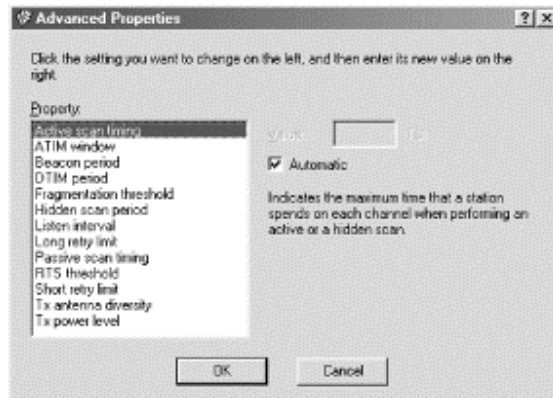 Advanced Properties
Click the setting you want to change on the left, and then enter its new value on the
right.
Property:
Active scan timing
ATIM window
Beacon period
DTIM period
Fragmentation threshold
Hidden scan period
Listen interval
Long retry limit
Passive scan timing
RTS threshold
Short retry limit
Tx antenna diversity
Tx power level
Value:
Automatic
Indicates the maximum time that a station
spends on each channel when performing an
active or a hidden scan.
OK
Cancel